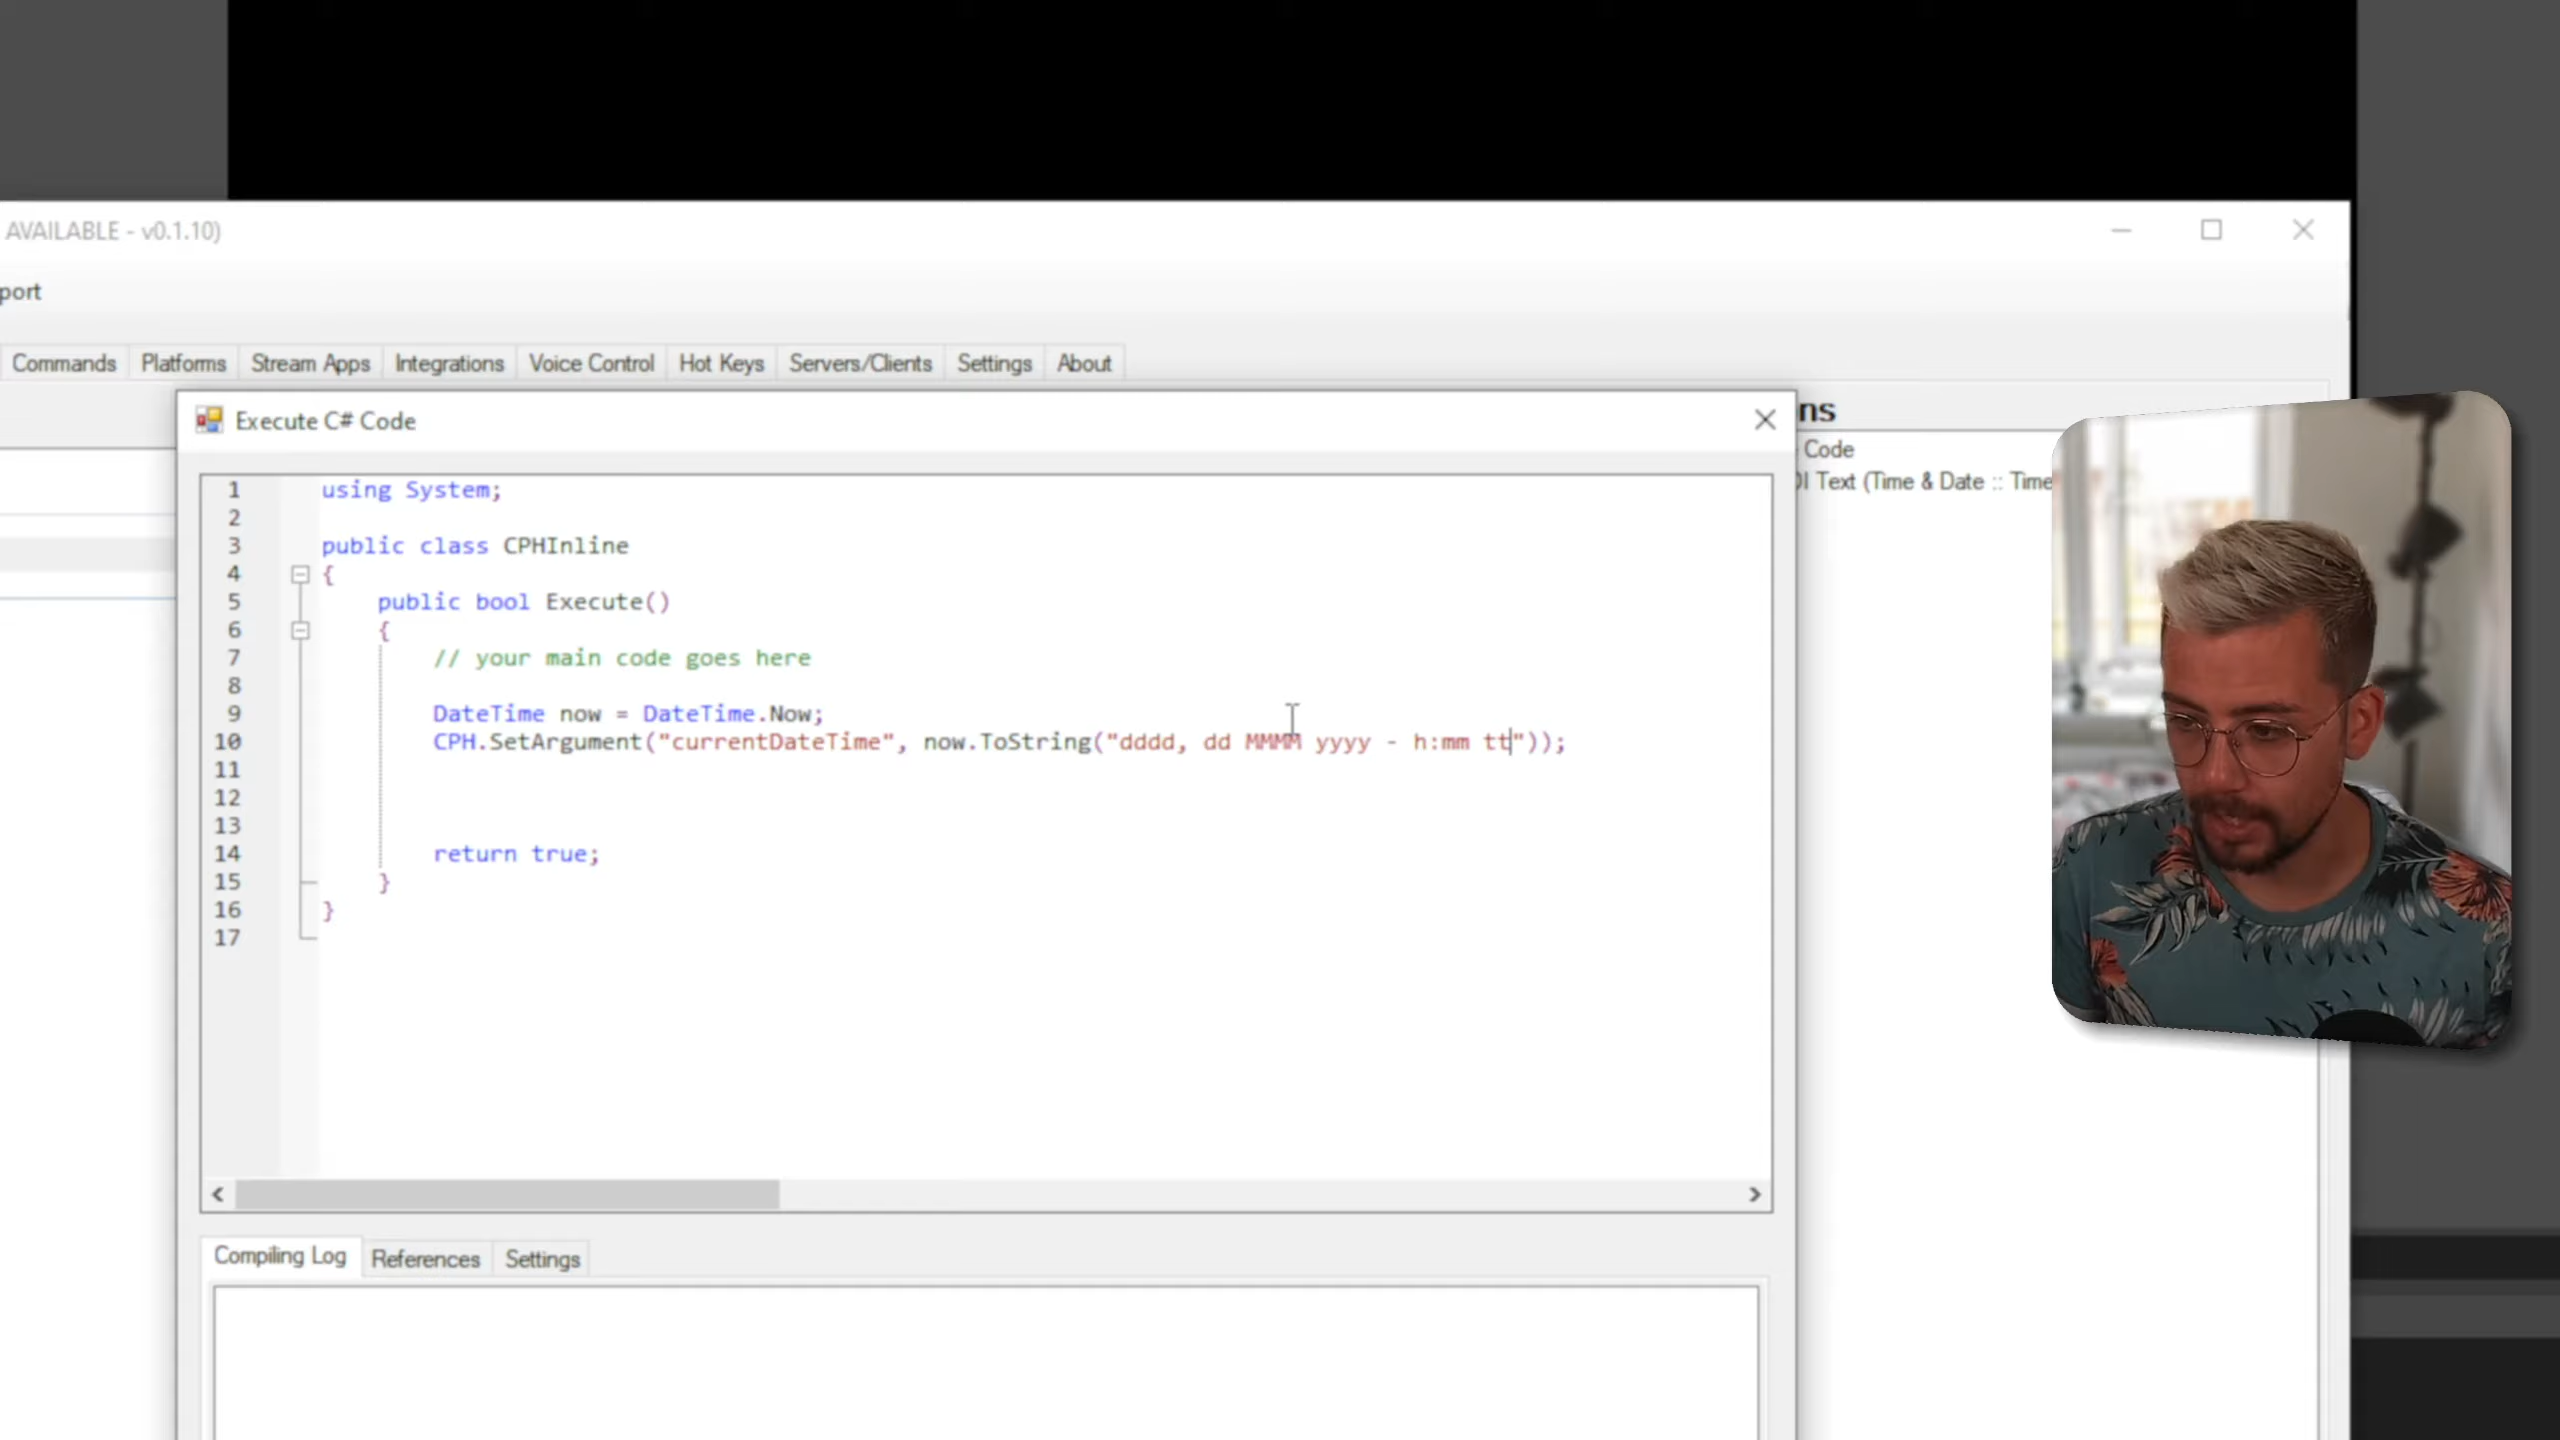 AVAILABLE - v0.1.10)
port
Commands Platforms Stream Apps Integrations Voice Control Hot Keys Servers/Clients Settings About
Execute C# Code
ns
Code
Text (Time & Date :: Time
1 using System;
2
3 public class CPHInline
4 {
5 public bool Execute()
6 {
7 // your main code goes here
8
9 DateTime now = DateTime.Now;
10 CPH.SetArgument("currentDateTime", now.ToString("dddd, dd MMMM yyyy - h:mm tt"));
11
12
13
14 return true;
15 }
16 }
17
Compiling Log References Settings